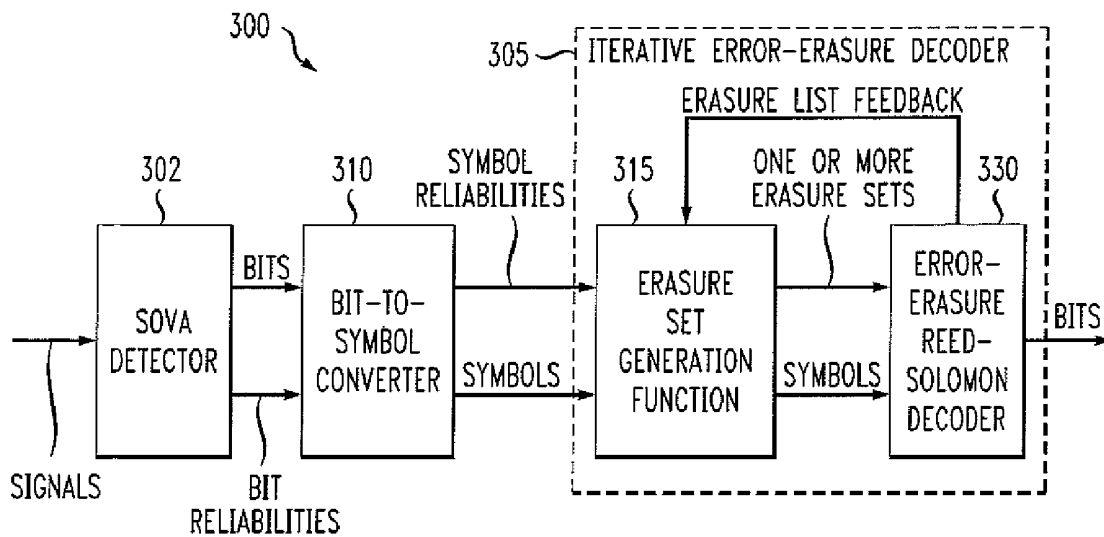 300
305
ITERATIVE ERROR-ERASURE DECODER
ERASURE LIST FEEDBACK
302
310
SYMBOL
RELIABILITIES
315
ONE OR MORE
ERASURE SETS
330
SOVA
DETECTOR
BITS
BIT-TO-
SYMBOL
CONVERTER
SYMBOLS
ERASURE
SET
GENERATION
FUNCTION
SYMBOLS
ERROR-
ERASURE
REED-
SOLOMON
DECODER
BITS
SIGNALS
BIT
RELIABILITIES